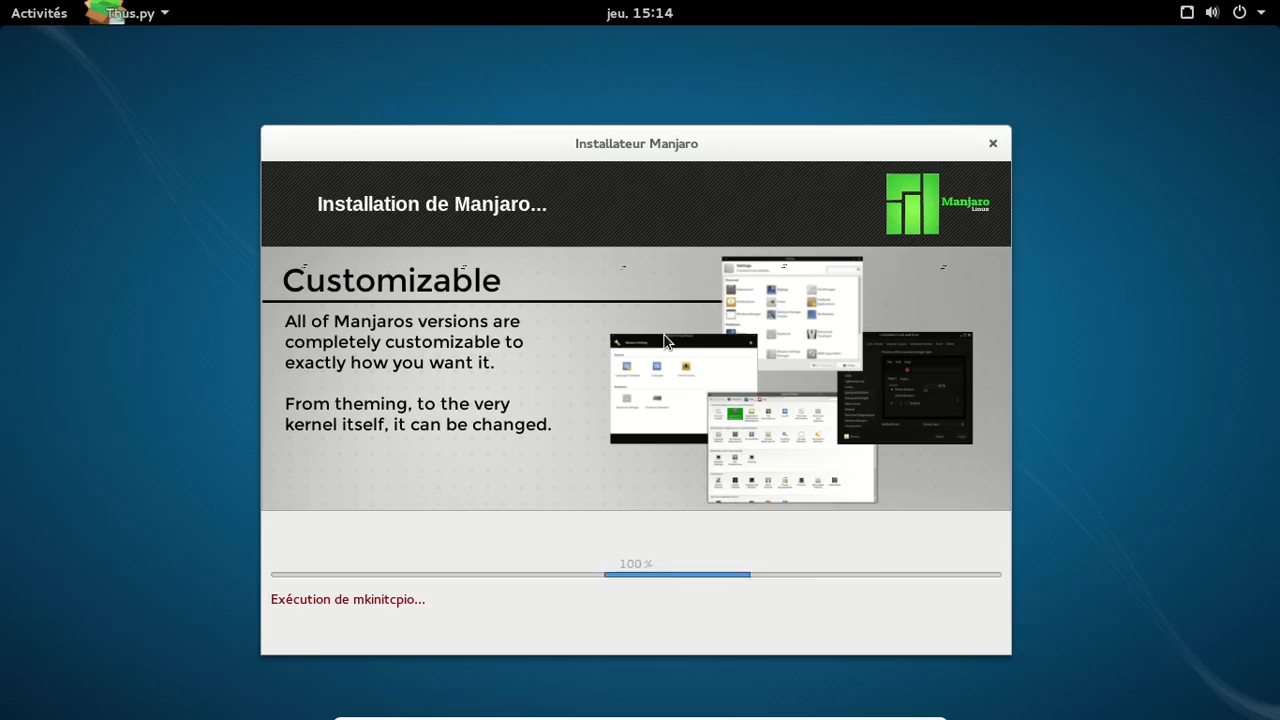 Activités
Thus.py
jeu. 15:14
Installateur Manjaro
Installation de Manjaro...
Manjaro
Linux
Customizable
All of Manjaros versions are
completely customizable to
exactly how you want it.
From theming, to the very
kernel itself, it can be changed.
Settings
100 %
Exécution de mkinitcpio...